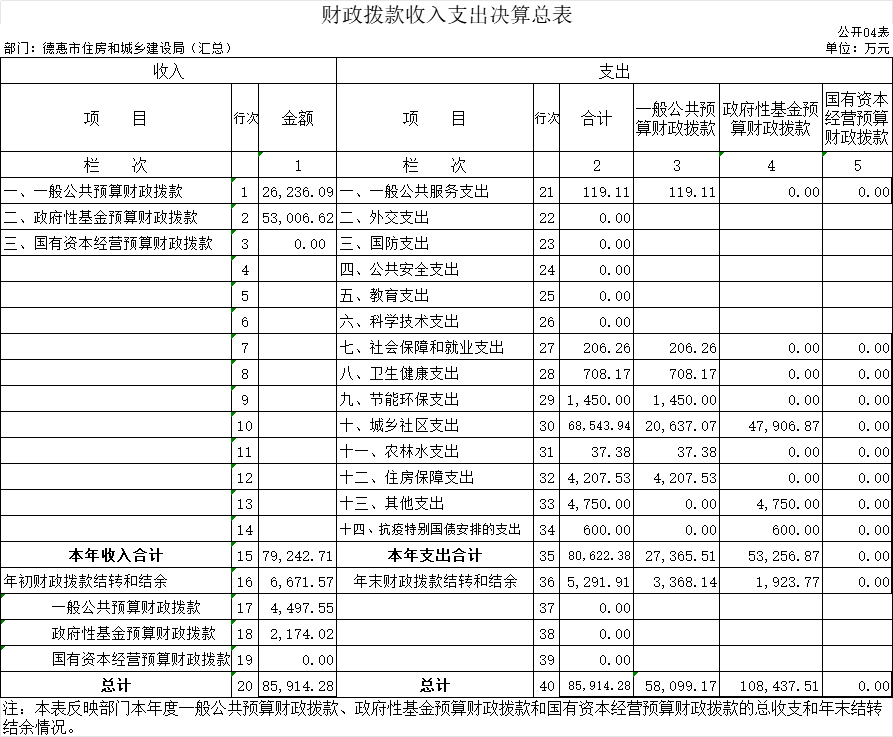 财政拨款收入支出决算总表
公开04表
部门：德惠市住房和城乡建设局（汇总） 单位：万元
收入 支出
项 目 行次 金额 项 目 行次 合计 一般公共预算财政拨款 政府性基金预算财政拨款 国有资本经营预算财政拨款
栏 次 1 栏 次 2 3 4 5
一、一般公共预算财政拨款 1 26,236.09 一、一般公共服务支出 21 119.11 119.11 0.00 0.00
二、政府性基金预算财政拨款 2 53,006.62 二、外交支出 22 0.00
三、国有资本经营预算财政拨款 3 0.00 三、国防支出 23 0.00
4 四、公共安全支出 24 0.00
5 五、教育支出 25 0.00
6 六、科学技术支出 26 0.00
7 七、社会保障和就业支出 27 206.26 206.26 0.00 0.00
8 八、卫生健康支出 28 708.17 708.17 0.00 0.00
9 九、节能环保支出 29 1,450.00 1,450.00 0.00 0.00
10 十、城乡社区支出 30 68,543.94 20,637.07 47,906.87 0.00
11 十一、农林水支出 31 37.38 37.38 0.00 0.00
12 十二、住房保障支出 32 4,207.53 4,207.53 0.00 0.00
13 十三、其他支出 33 4,750.00 0.00 4,750.00 0.00
14 十四、抗疫特别国债安排的支出 34 600.00 0.00 600.00 0.00
本年收入合计 15 79,242.71 本年支出合计 35 80,622.38 27,365.51 53,256.87 0.00
年初财政拨款结转和结余 16 6,671.57 年末财政拨款结转和结余 36 5,291.91 3,368.14 1,923.77 0.00
一般公共预算财政拨款 17 4,497.55 37 0.00
政府性基金预算财政拨款 18 2,174.02 38 0.00
国有资本经营预算财政拨款 19 0.00 39 0.00
总计 20 85,914.28 总计 40 85,914.28 58,099.17 108,437.51 0.00
注：本表反映部门本年度一般公共预算财政拨款、政府性基金预算财政拨款和国有资本经营预算财政拨款的总收支和年末结转
结余情况。